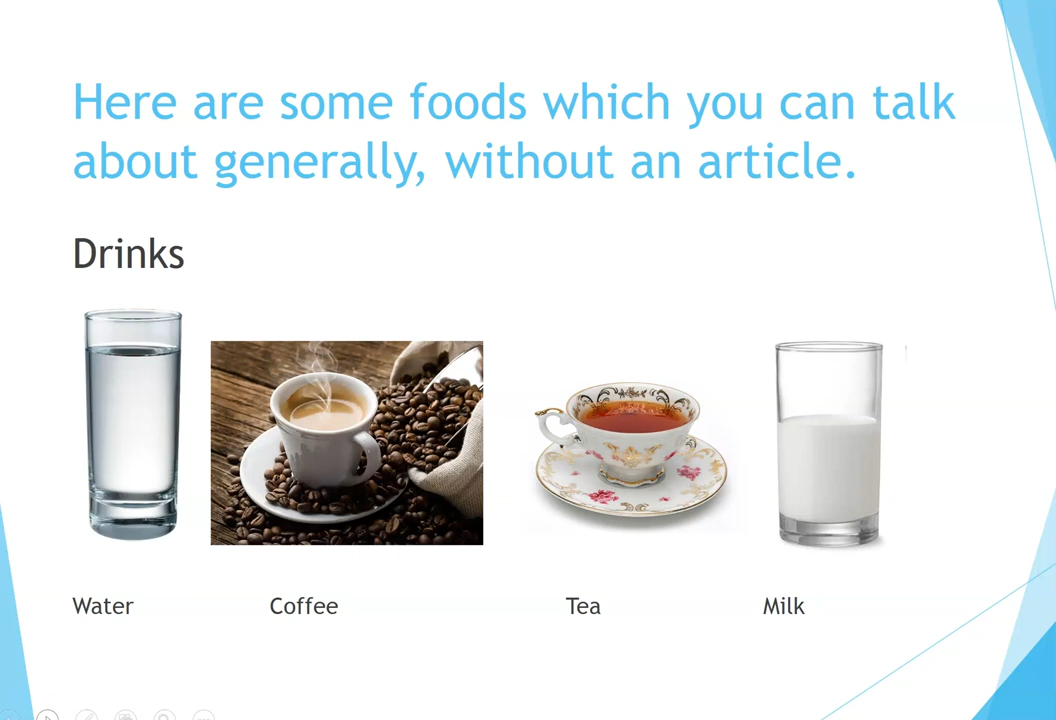 Here are some foods which you can talk
about generally, without an article.
Drinks
Water
Coffee
Tea
Milk